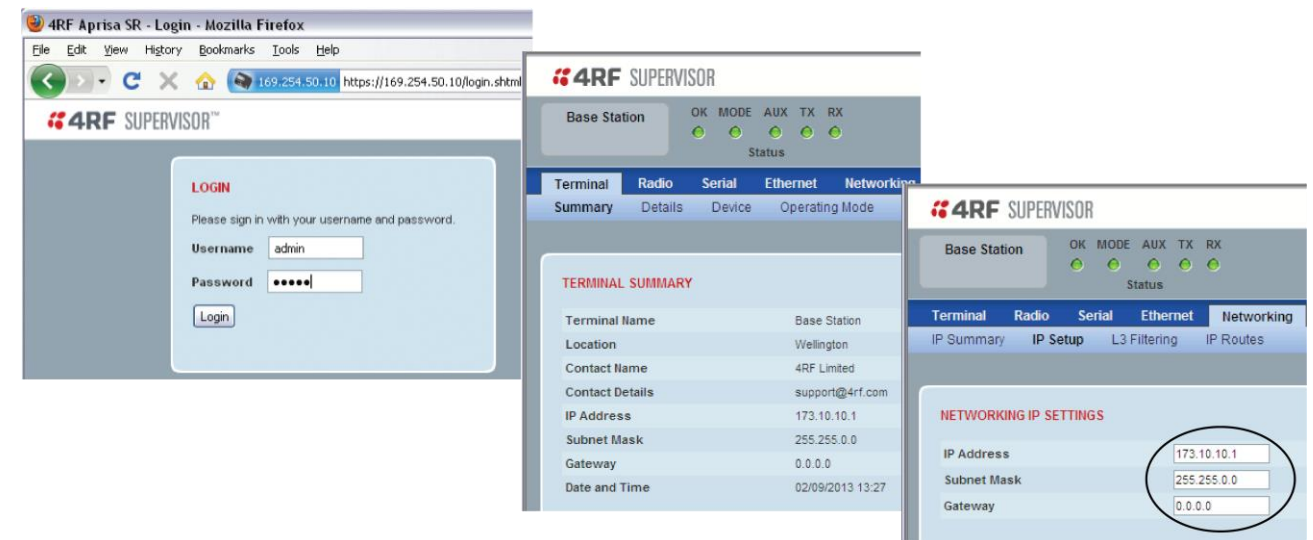 4RF Aprisa SR - Login - Mozilla Firefox
File Edit View History Bookmarks Tools Help
169.254.50.10 https://169.254.50.10/login.shtml
4RF SUPERVISOR™
LOGIN
Please sign in with your username and password.
Username admin
Password •••••
Login
4RF SUPERVISOR
Base Station
OK MODE AUX TX RX
Status
Terminal Radio Serial Ethernet Networking
Summary Details Device Operating Mode
TERMINAL SUMMARY
Terminal Name Base Station
Location Wellington
Contact Name 4RF Limited
Contact Details support@4rf.com
IP Address 173.10.10.1
Subnet Mask 255.255.0.0
Gateway 0.0.0.0
Date and Time 02/09/2013 13:27
4RF SUPERVISOR
Base Station
OK MODE AUX TX RX
Status
Terminal Radio Serial Ethernet Networking
IP Summary IP Setup L3 Filtering IP Routes
NETWORKING IP SETTINGS
IP Address 173.10.10.1
Subnet Mask 255.255.0.0
Gateway 0.0.0.0